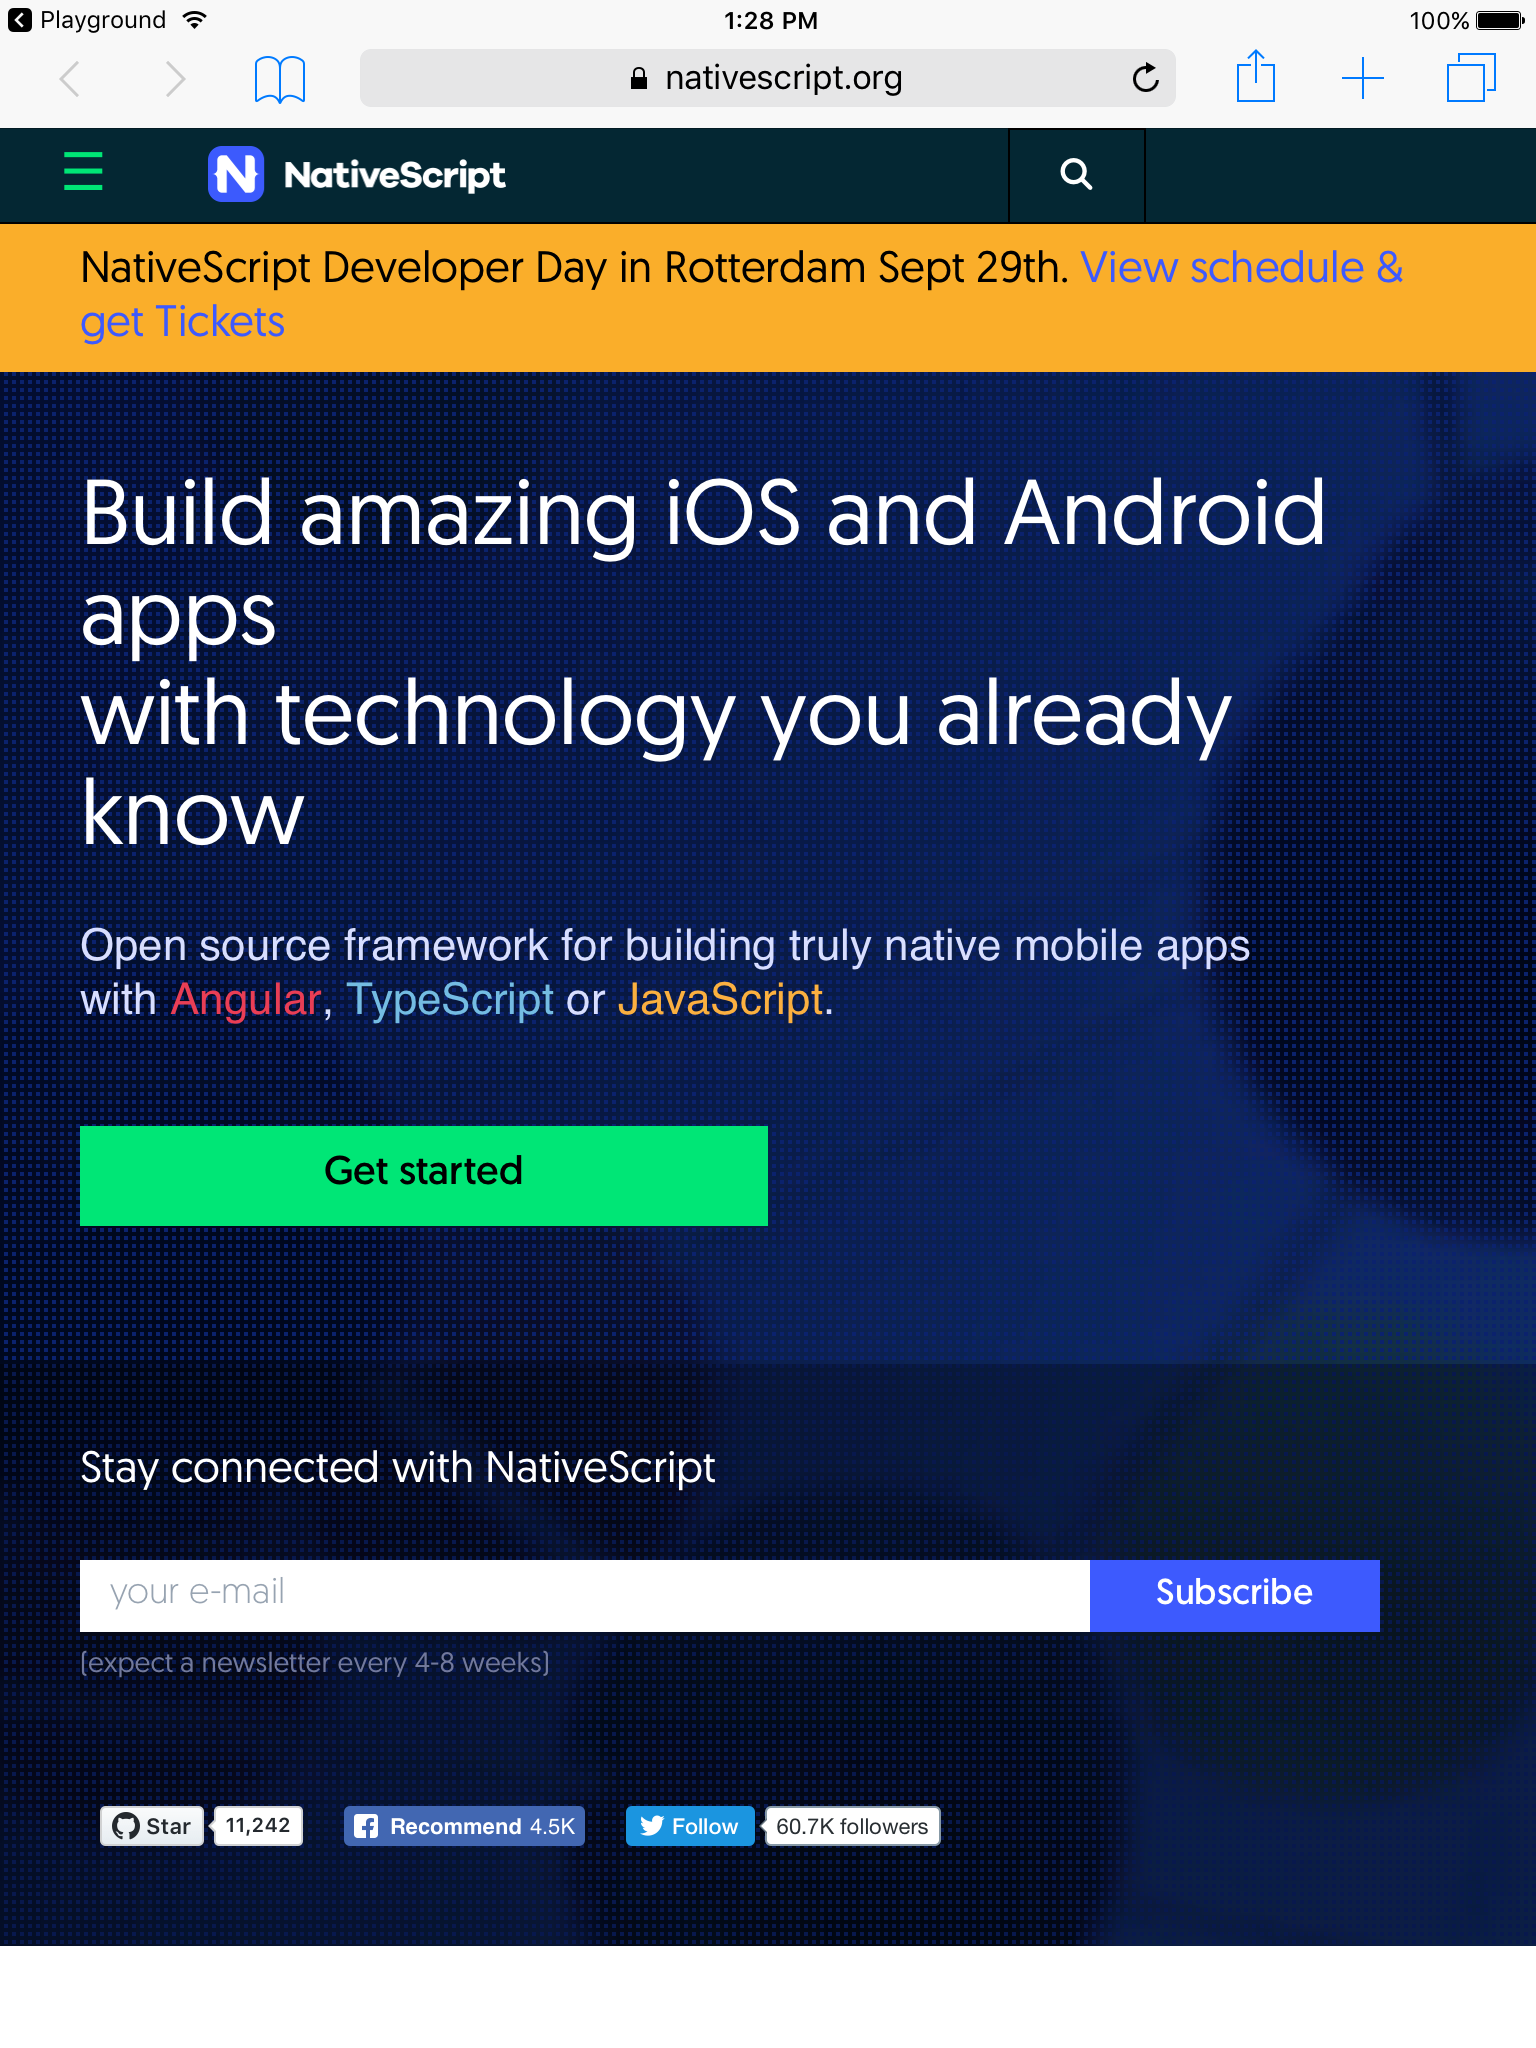 Playground
1:28 PM
100%
nativescript.org
NativeScript
NativeScript Developer Day in Rotterdam Sept 29th. View schedule &
get Tickets
Build amazing iOS and Android
apps
with technology you already
know
Open source framework for building truly native mobile apps
with Angular, TypeScript or JavaScript.
Get started
Stay connected with NativeScript
your e-mail
Subscribe
(expect a newsletter every 4-8 weeks)
Star 11,242 Recommend 4.5K Follow 60.7K followers